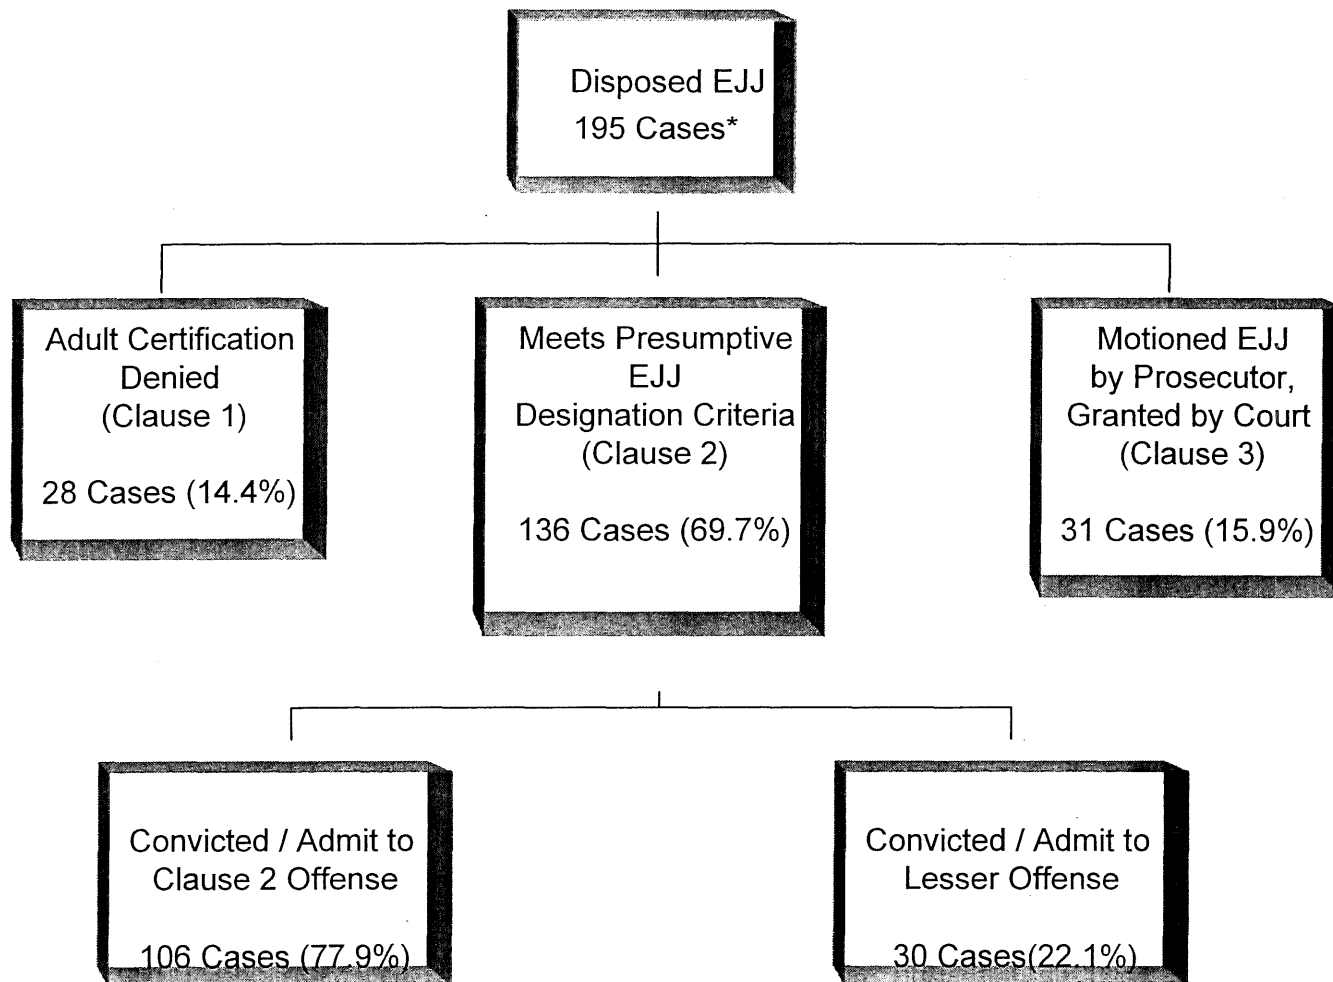 Disposed EJJ
195 Cases*
Adult Certification
Denied
(Clause 1)
28 Cases (14.4%)
Meets Presumptive
EJJ
Designation Criteria
(Clause 2)
136 Cases (69.7%)
Motioned EJJ
by Prosecutor,
Granted by Court
(Clause 3)
31 Cases (15.9%)
Convicted / Admit to
Clause 2 Offense
106 Cases (77.9%)
Convicted / Admit to
Lesser Offense
30 Cases(22.1%)